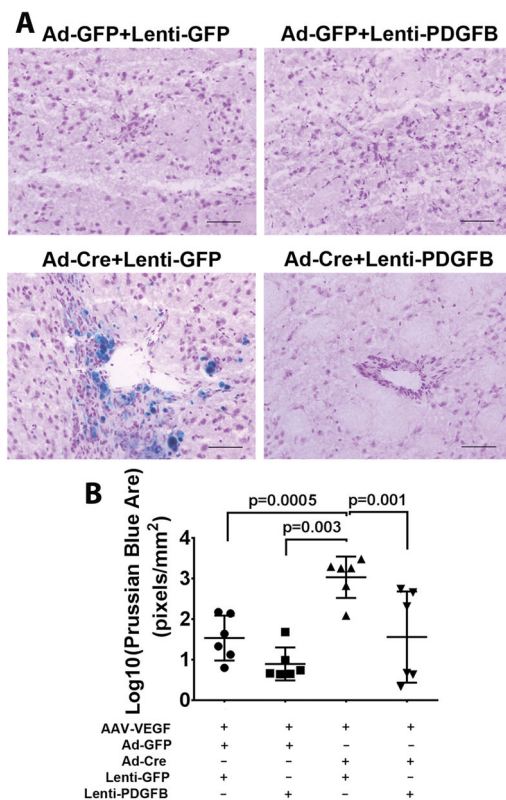 A
Ad-GFP+Lenti-GFP
Ad-GFP+Lenti-PDGFB
Ad-Cre+Lenti-GFP
Ad-Cre+Lenti-PDGFB
B
Log10(Prussian Blue Are)
(pixels/mm2)
p=0.0005
p=0.001
p=0.003
4
3
2
1
0
AAV-VEGF + + + +
Ad-GFP + + – –
Ad-Cre – – + +
Lenti-GFP + – + –
Lenti-PDGFB – + – +